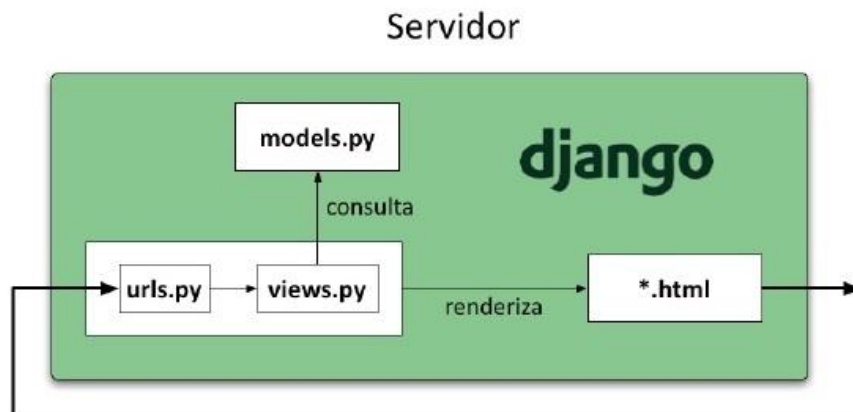 Servidor
models.py
django
consulta
urls.py
views.py
renderiza
*.html